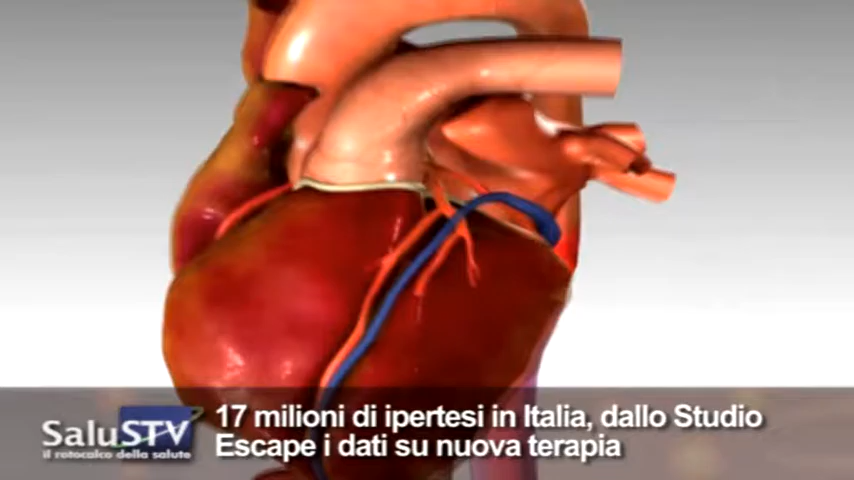 17 milioni di ipertesi in Italia, dallo Studio
Escape i dati su nuova terapia
SaluSTV
il rotocalco della salute